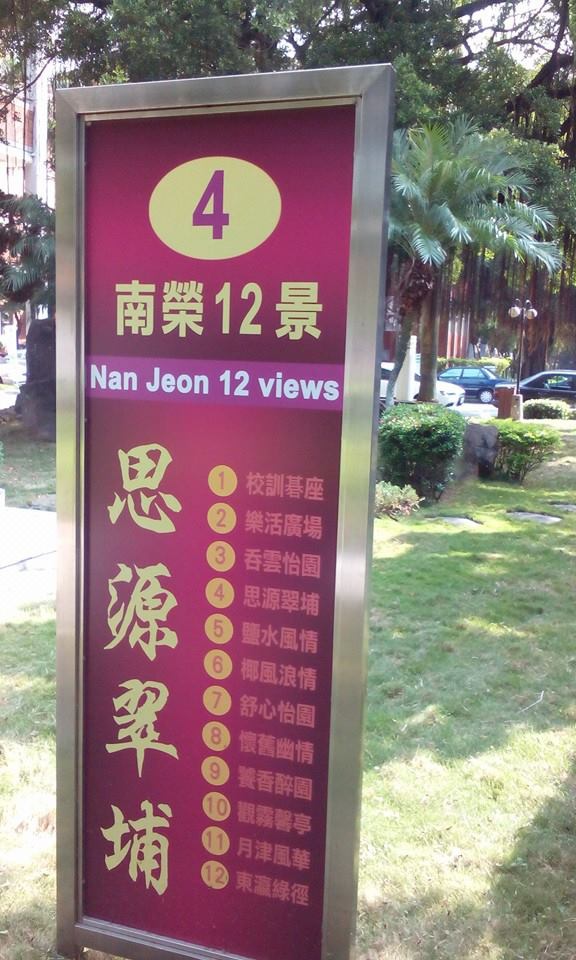 4
南榮12景
Nan Jeon 12 views
思源翠埔
1 校訓碁座
2 樂活廣場
3 吞雲怡園
4 思源翠埔
5 鹽水風情
6 椰風浪情
7 舒心怡園
8 懷舊幽情
9 饗香醉園
10 觀霧馨亭
11 月津風華
12 東瀛綠徑